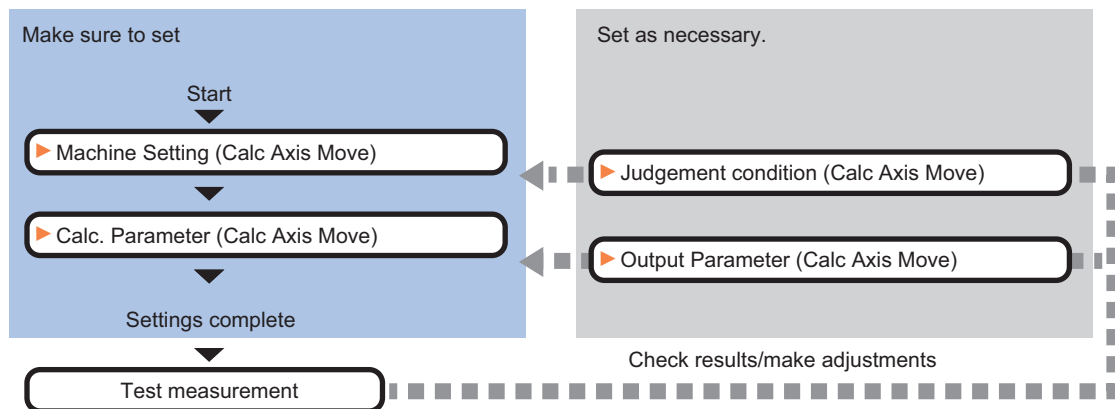 Make sure to set
Start
Machine Setting (Calc Axis Move)
Calc. Parameter (Calc Axis Move)
Settings complete
Test measurement
Set as necessary.
Judgement condition (Calc Axis Move)
Output Parameter (Calc Axis Move)
Check results/make adjustments